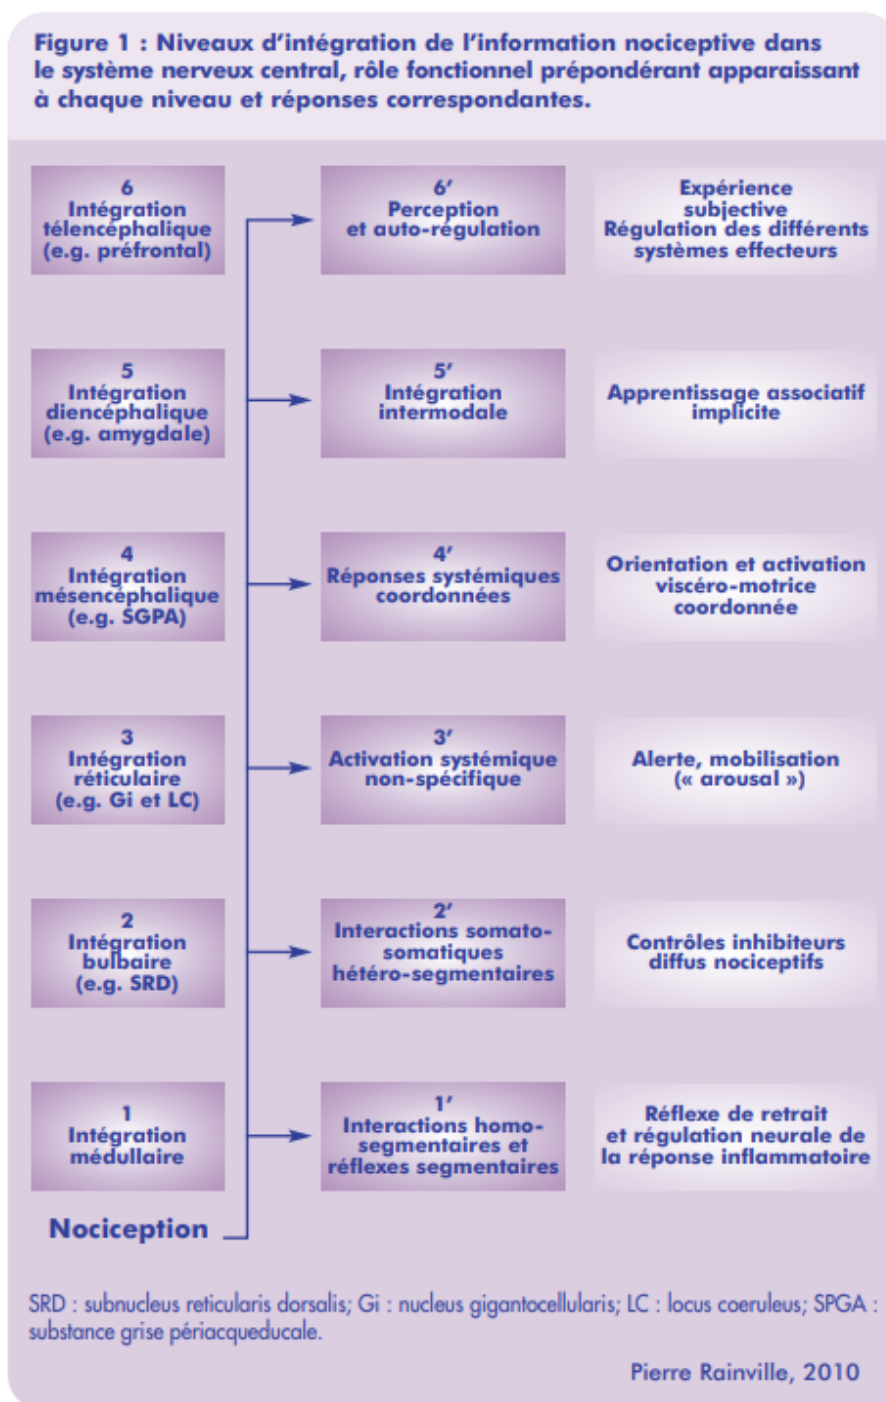 Figure 1 : Niveaux d’intégration de l’information nociceptive dans
le système nerveux central, rôle fonctionnel prépondérant apparaissant
à chaque niveau et réponses correspondantes.
6
Intégration
télencéphalique
(e.g. préfrontal)
6’
Perception
et auto-régulation
Expérience
subjective
Régulation des différents
systèmes effecteurs
5
Intégration
diencéphalique
(e.g. amygdale)
5’
Intégration
intermodale
Apprentissage associatif
implicite
4
Intégration
mésencéphalique
(e.g. SGPA)
4’
Réponses systémiques
coordonnées
Orientation et activation
viscéro-motrice
coordonnée
3
Intégration
réticulaire
(e.g. Gi et LC)
3’
Activation systémique
non-spécifique
Alerte, mobilisation
(« arousal »)
2
Intégration
bulbaire
(e.g. SRD)
2’
Interactions somato-
somatiques
hétéro-segmentaires
Contrôles inhibiteurs
diffus nociceptifs
1
Intégration
médullaire
1’
Interactions homo-
segmentaires et
réflexes segmentaires
Réflexe de retrait
et régulation neurale de
la réponse inflammatoire
Nociception
SRD : subnucleus reticularis dorsalis; Gi : nucleus gigantocellularis; LC : locus coeruleus; SPGA :
substance grise périacqueducale.
Pierre Rainville, 2010